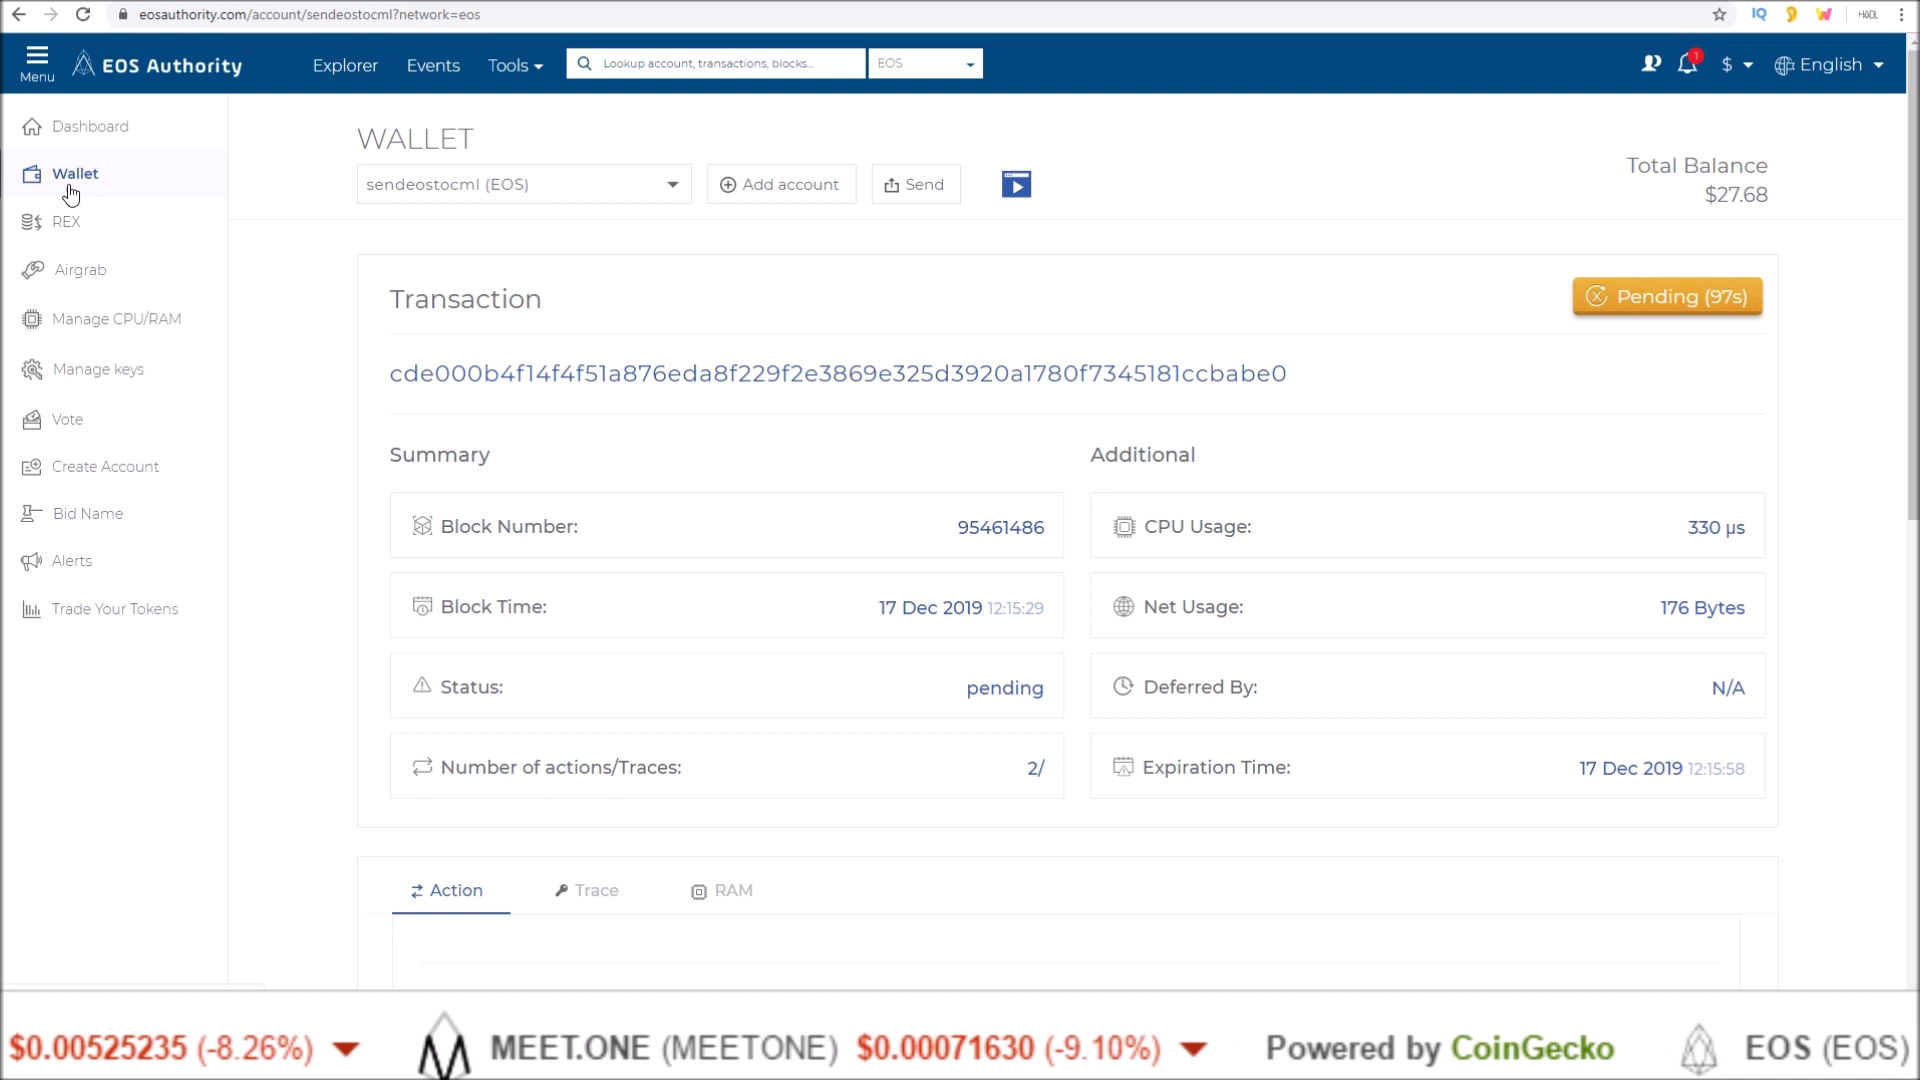 eosauthority.com/account/sendeostocml?network=eos
IQ
HADL
Menu
EOS Authority
Explorer
Events
Tools
Lookup account, transactions, blocks...
EOS
1
$
English
Dashboard
Wallet
REX
Airgrab
Manage CPU/RAM
Manage keys
Vote
Create Account
Bid Name
Alerts
Trade Your Tokens
WALLET
sendeostocml (EOS)
Add account
Send
Total Balance
$27.68
Transaction
Pending (97s)
cde000b4f14f4f51a876eda8f229f2e3869e325d3920a1780f7345181ccbabe0
Summary
Block Number: 95461486
Block Time: 17 Dec 2019 12:15:29
Status: pending
Number of actions/Traces: 2/
Additional
CPU Usage: 330 µs
Net Usage: 176 Bytes
Deferred By: N/A
Expiration Time: 17 Dec 2019 12:15:58
Action
Trace
RAM
$0.00525235 (-8.26%) MEET.ONE (MEETONE) $0.00071630 (-9.10%) Powered by CoinGecko EOS (EOS)